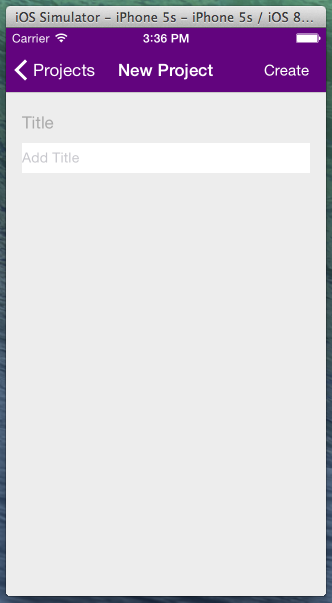 iOS Simulator – iPhone 5s – iPhone 5s / iOS 8...
Carrier 3:36 PM
Projects New Project Create
Title
Add Title